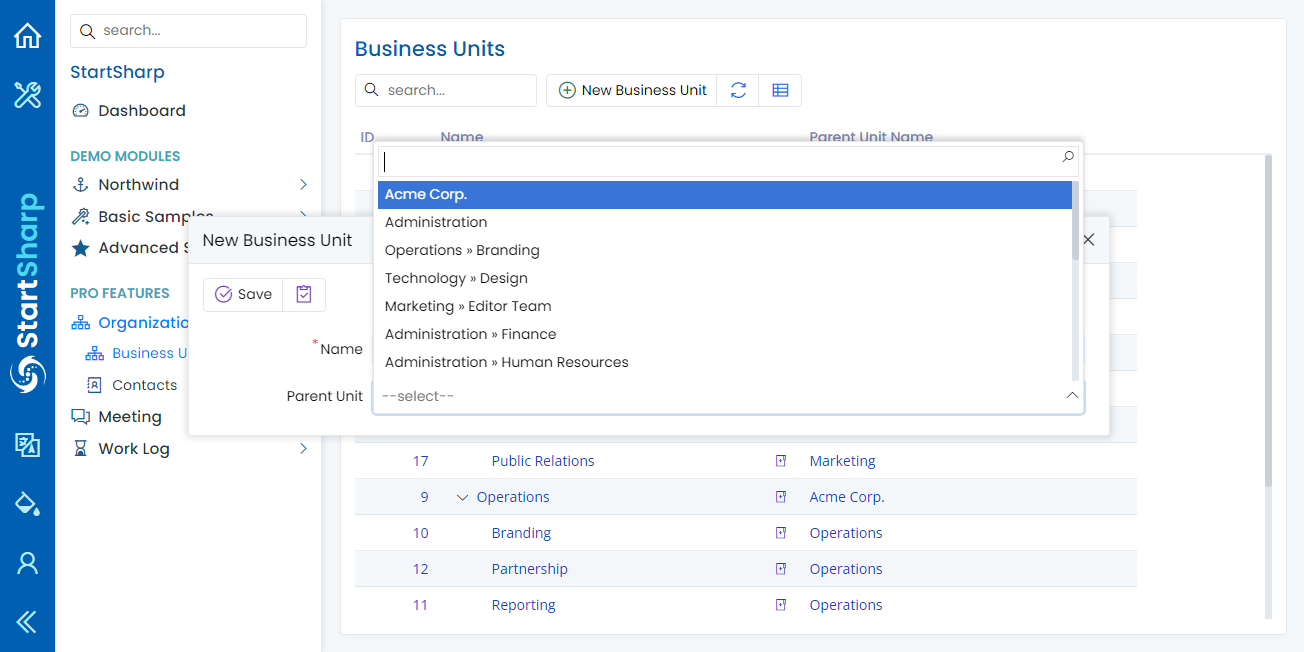 StartSharp
search...
StartSharp
Dashboard
DEMO MODULES
Northwind
Basic Samples
Advanced S
PRO FEATURES
Organizatio
Business U
Contacts
Meeting
Work Log
Business Units
search...
New Business Unit
ID Name Parent Unit Name
New Business Unit
Save
*Name
Parent Unit --select--
Acme Corp.
Administration
Operations » Branding
Technology » Design
Marketing » Editor Team
Administration » Finance
Administration » Human Resources
17 Public Relations Marketing
9 Operations Acme Corp.
10 Branding Operations
12 Partnership Operations
11 Reporting Operations